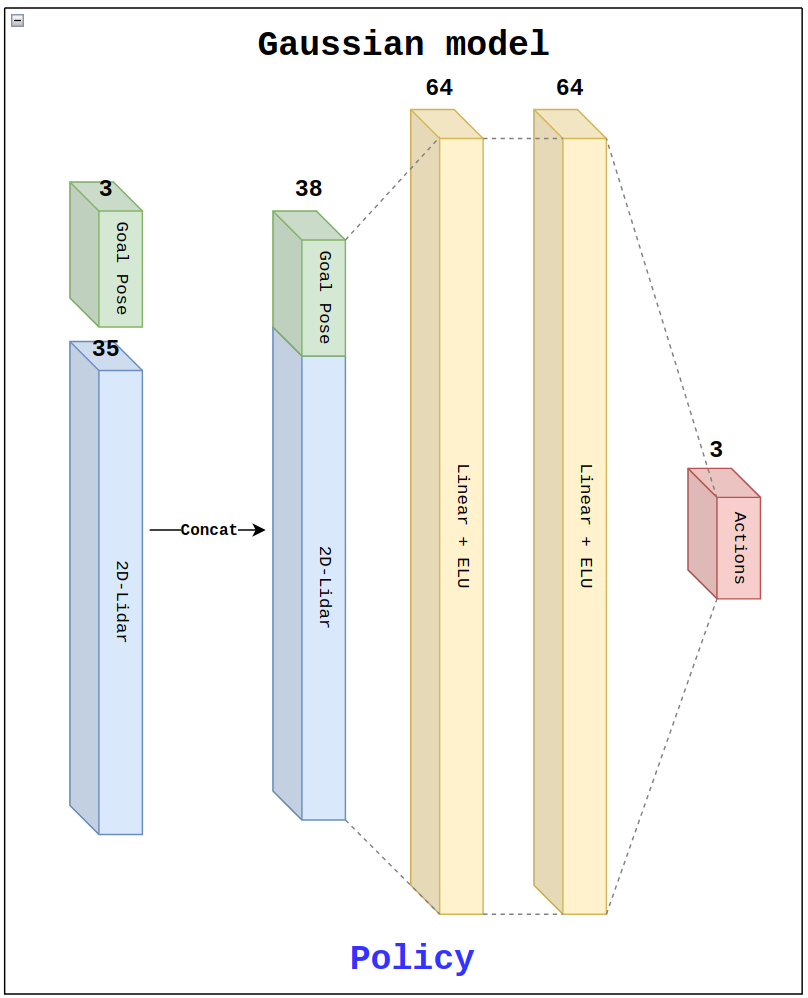 Gaussian model
64
64
3
Goal Pose
38
Goal Pose
35
2D-Lidar
Concat
2D-Lidar
Linear + ELU
Linear + ELU
3
Actions
Policy